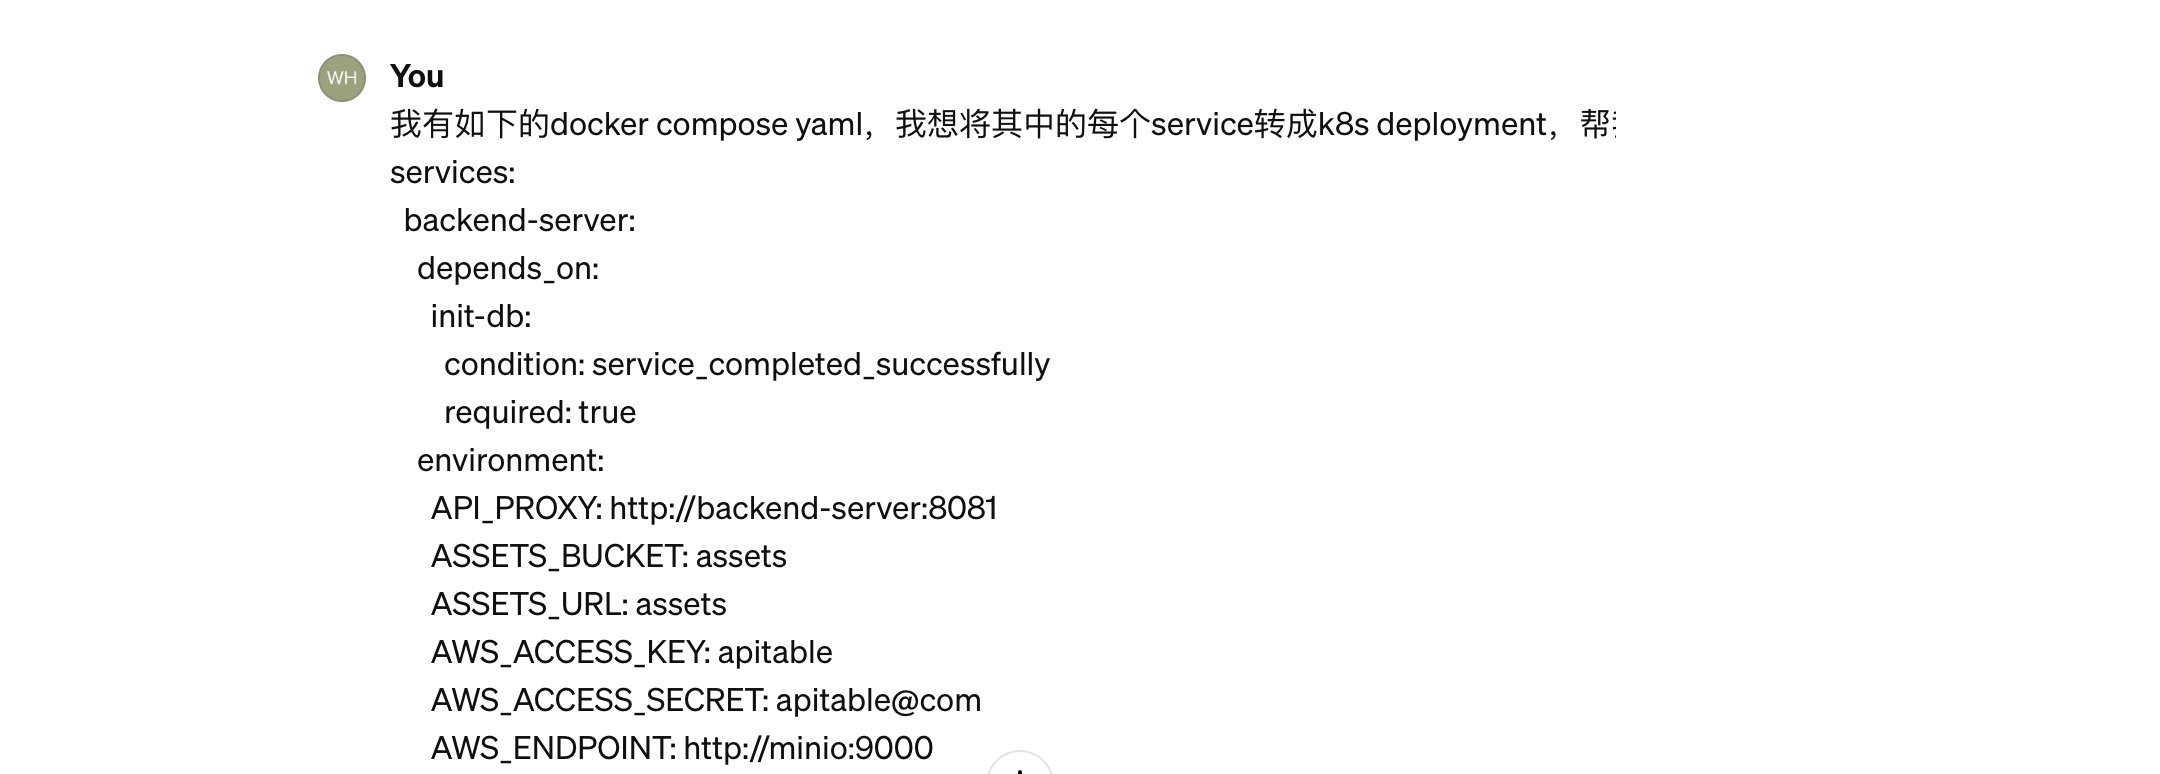 WH
You
我有如下的docker compose yaml，我想将其中的每个service转成k8s deployment，帮
services:
backend-server:
depends_on:
init-db:
condition: service_completed_successfully
required: true
environment:
API_PROXY: http://backend-server:8081
ASSETS_BUCKET: assets
ASSETS_URL: assets
AWS_ACCESS_KEY: apitable
AWS_ACCESS_SECRET: apitable@com
AWS_ENDPOINT: http://minio:9000